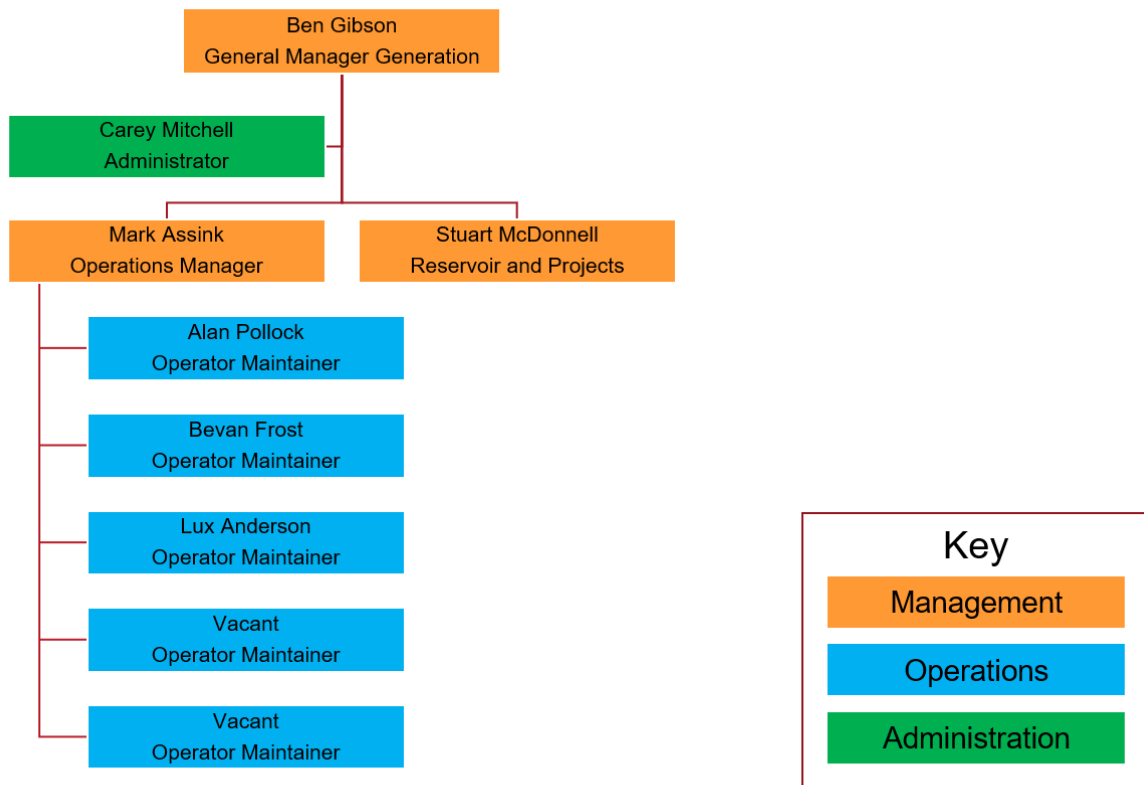 Ben Gibson
General Manager Generation
Carey Mitchell
Administrator
Mark Assink
Operations Manager
Stuart McDonnell
Reservoir and Projects
Alan Pollock
Operator Maintainer
Bevan Frost
Operator Maintainer
Lux Anderson
Operator Maintainer
Vacant
Operator Maintainer
Vacant
Operator Maintainer
Key
Management
Operations
Administration